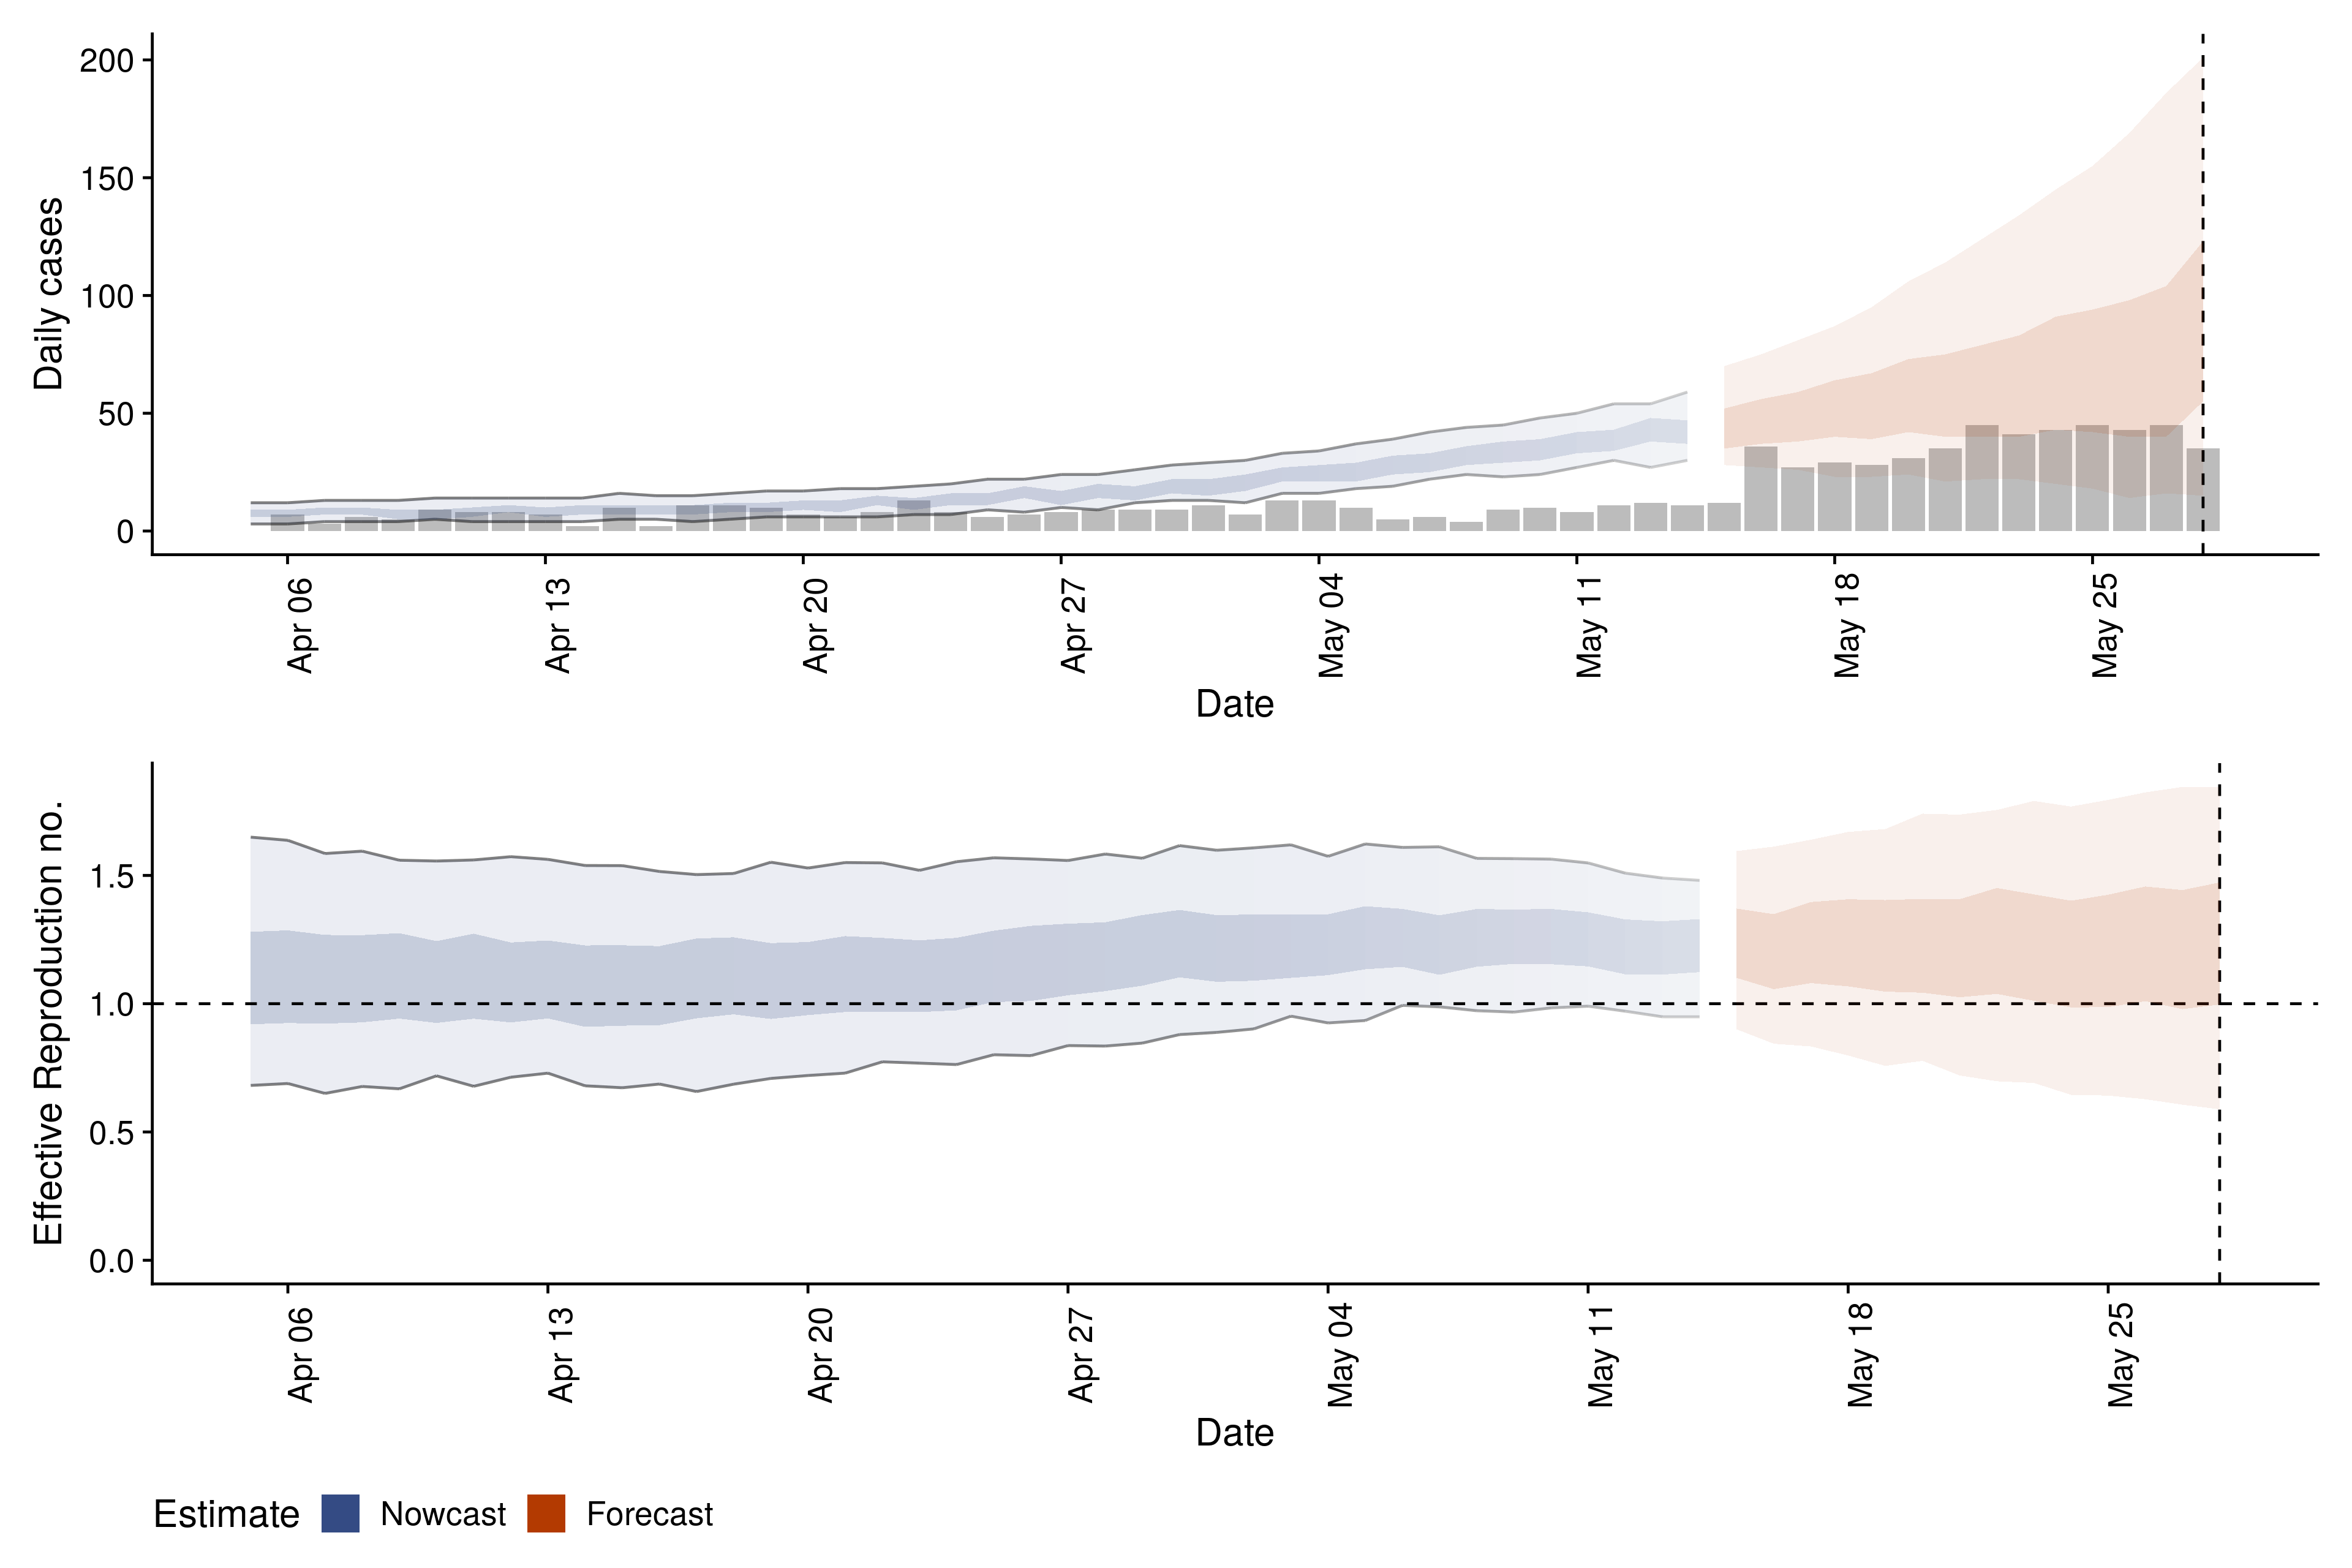 Daily cases
200
150
100
50
0
Apr 06
Apr 13
Apr 20
Apr 27
May 04
May 11
May 18
May 25
Date
Effective Reproduction no.
1.5
1.0
0.5
0.0
Apr 06
Apr 13
Apr 20
Apr 27
May 04
May 11
May 18
May 25
Date
Estimate Nowcast Forecast